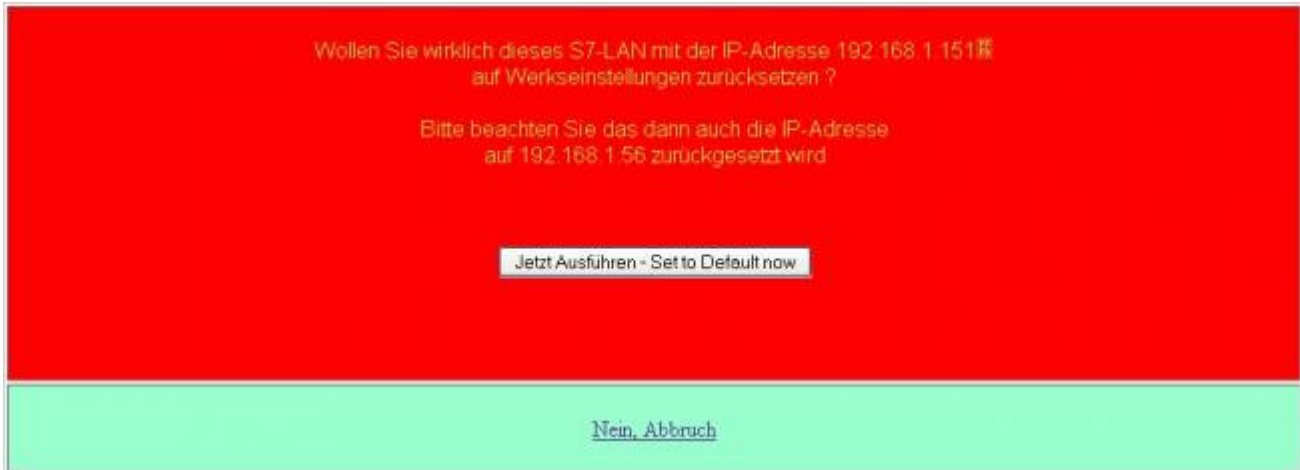 Wollen Sie wirklich dieses S7-LAN mit der IP-Adresse 192.168.1.151
auf Werkseinstellungen zurücksetzen ?
Bitte beachten Sie das dann auch die IP-Adresse
auf 192.168.1.56 zurückgesetzt wird
Jetzt Ausführen - Set to Default now
Nein, Abbruch